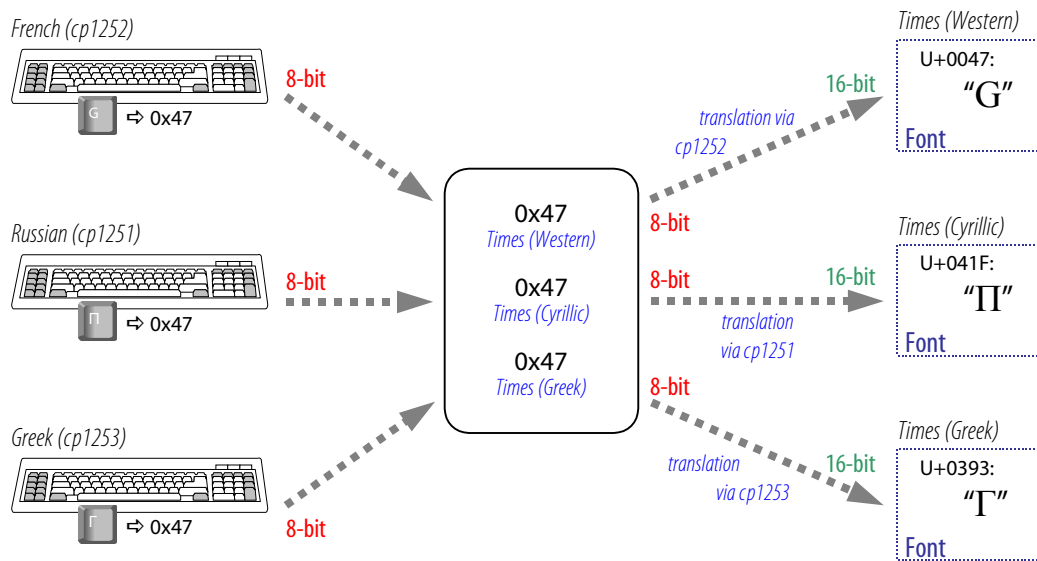 French (cp1252)
8-bit
G ⇨ 0x47
Russian (cp1251)
8-bit
П ⇨ 0x47
Greek (cp1253)
8-bit
Γ ⇨ 0x47
0x47
Times (Western)
0x47
Times (Cyrillic)
0x47
Times (Greek)
8-bit
translation via
cp1252
16-bit
8-bit
translation
via cp1251
16-bit
8-bit
translation
via cp1253
16-bit
Times (Western)
U+0047:
“G”
Font
Times (Cyrillic)
U+041F:
“П”
Font
Times (Greek)
U+0393:
“Γ”
Font